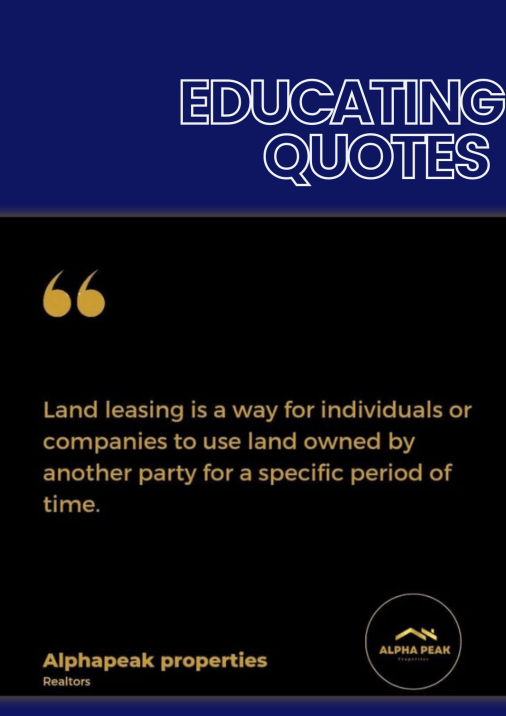 EDUCATING
QUOTES
Land leasing is a way for individuals or
companies to use land owned by
another party for a specific period of
time.
Alphapeak properties
Realtors
ALPHA PEAK
Properties